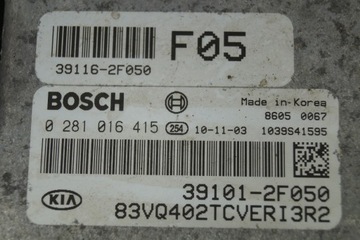 F05
39116-2F050
BOSCH
Made in-Korea
8605 0067
0 281 016 415 254 10-11-03 1039S41595
39101-2F050
KIA 83VQ402TCVERI3R2